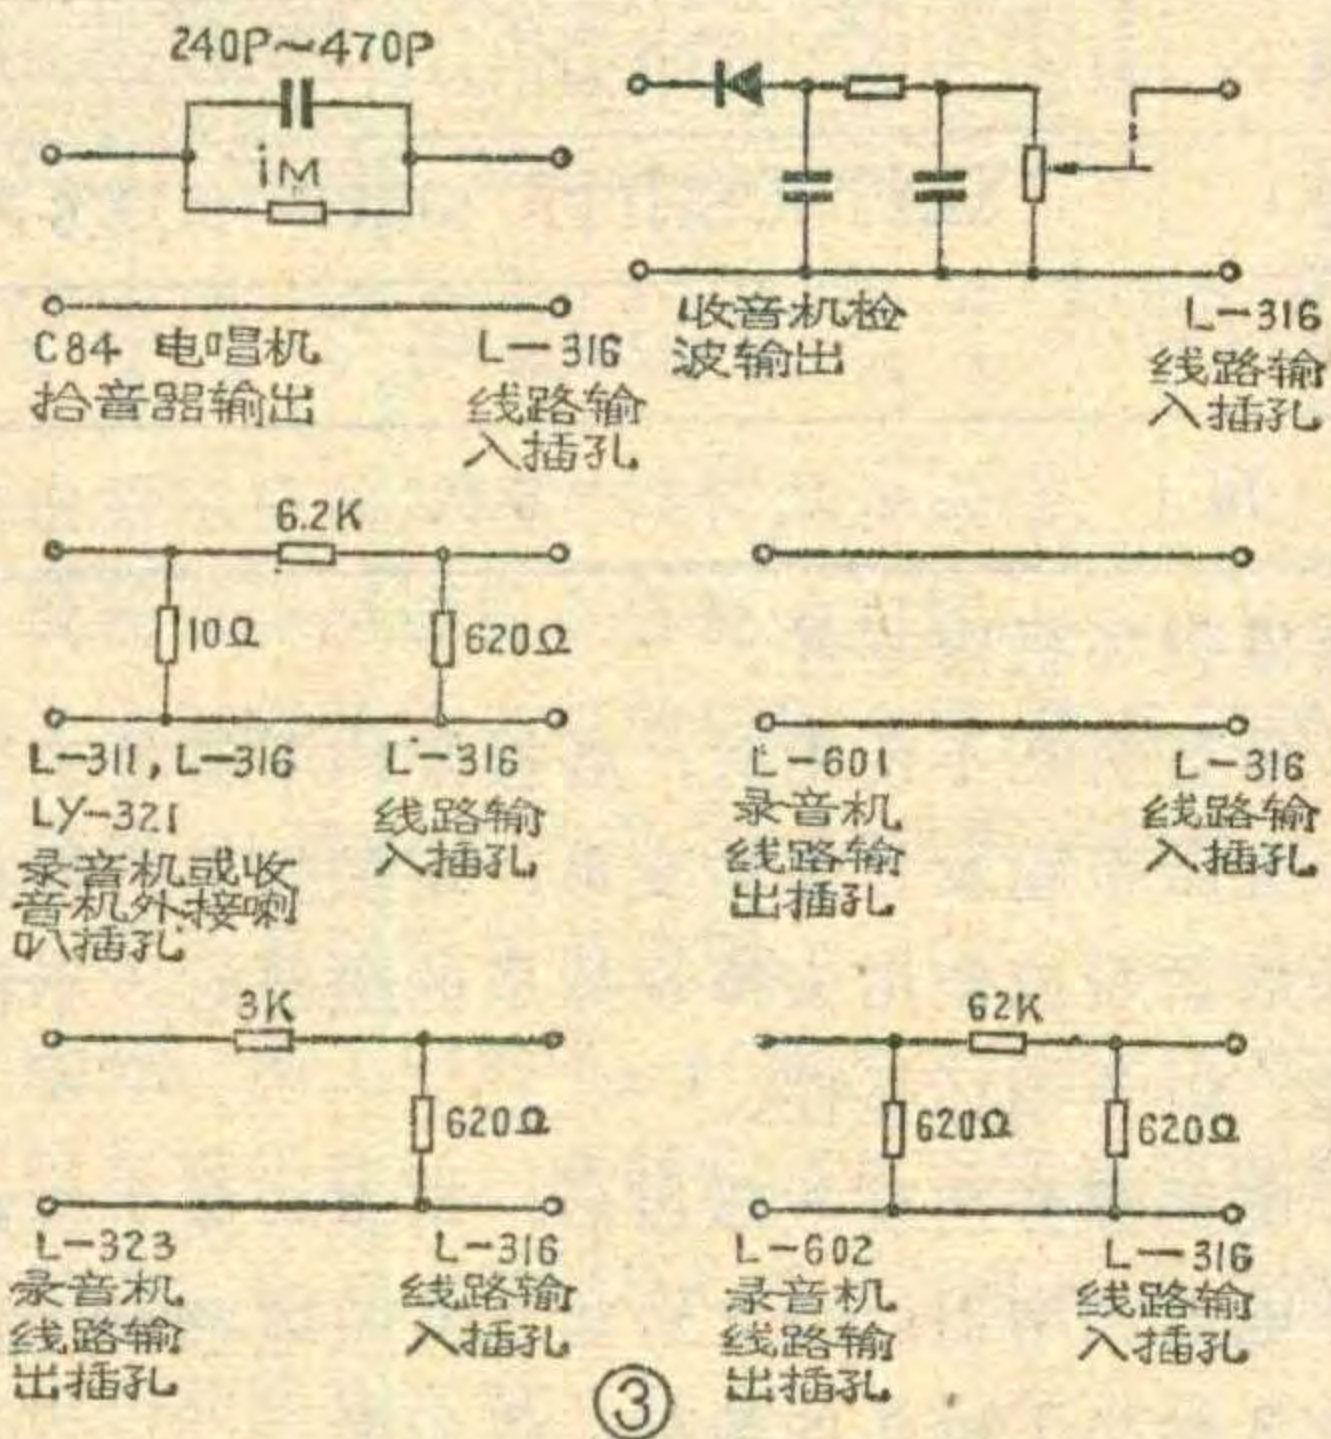 240P～470P
1M
C84 电唱机
拾音器输出
L—316
线路输
入插孔
收音机检
波输出
L—316
线路输
入插孔
6.2K
10Ω
620Ω
L—311, L—316
LY—321
录音机或收
音机外接喇
叭插孔
L—316
线路输
入插孔
L—601
录音机
线路输
出插孔
L—316
线路输
入插孔
3K
620Ω
L—323
录音机
线路输
出插孔
L—316
线路输
入插孔
62K
620Ω
620Ω
L—602
录音机
线路输
出插孔
L—316
线路输
入插孔
③